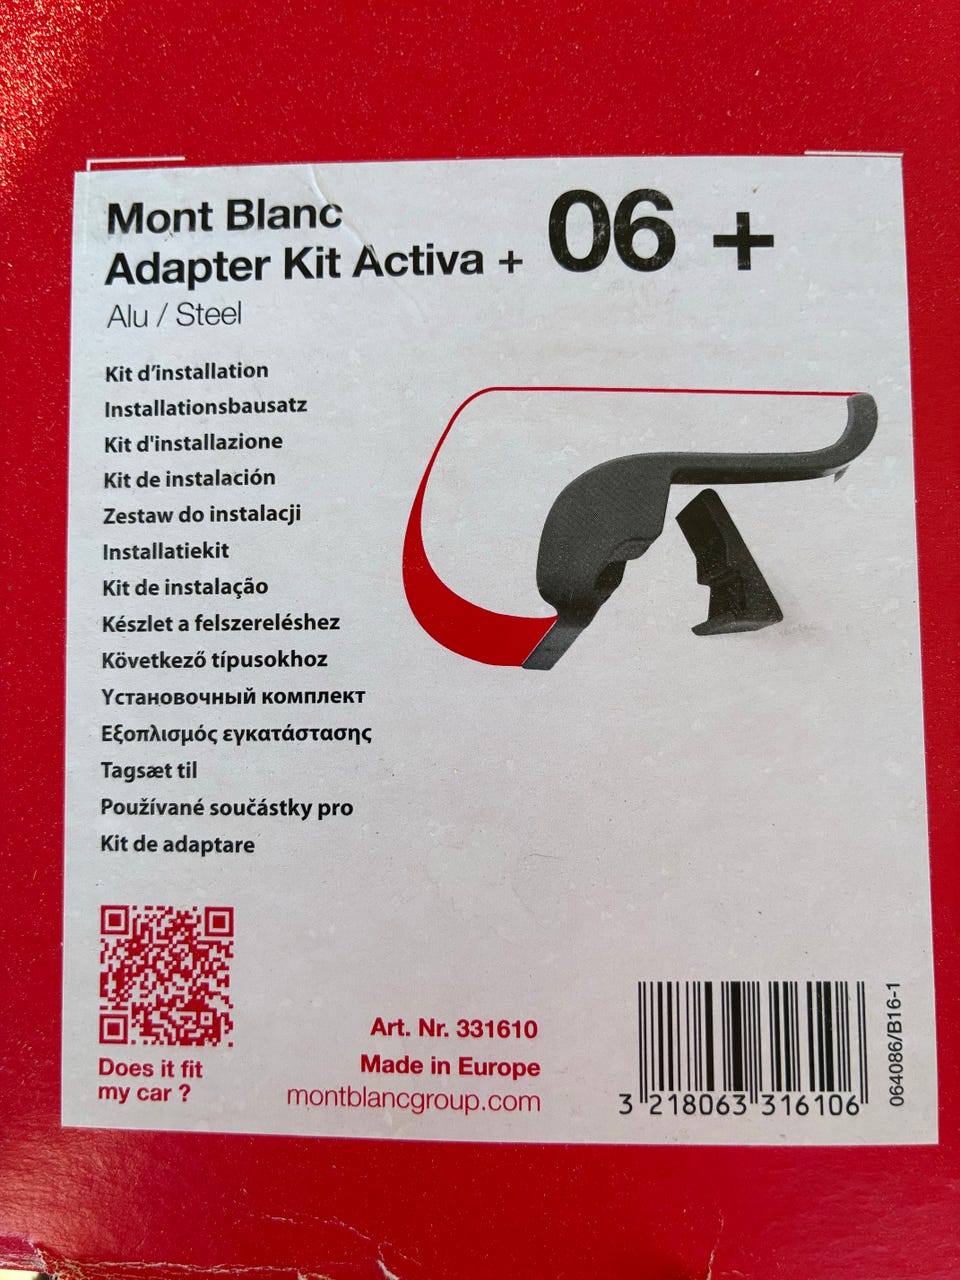 Mont Blanc
Adapter Kit Activa + 06 +
Alu / Steel
Kit d’installation
Installationsbausatz
Kit d'installazione
Kit de instalación
Zestaw do instalacji
Installatiekit
Kit de instalação
Készlet a felszereléshez
Következő típusokhoz
Установочный комплект
Εξοπλισμός εγκατάστασης
Tagsæt til
Používané součástky pro
Kit de adaptare
Does it fit
my car ?
Art. Nr. 331610
Made in Europe
montblancgroup.com
3 218063 316106
064086/B16-1